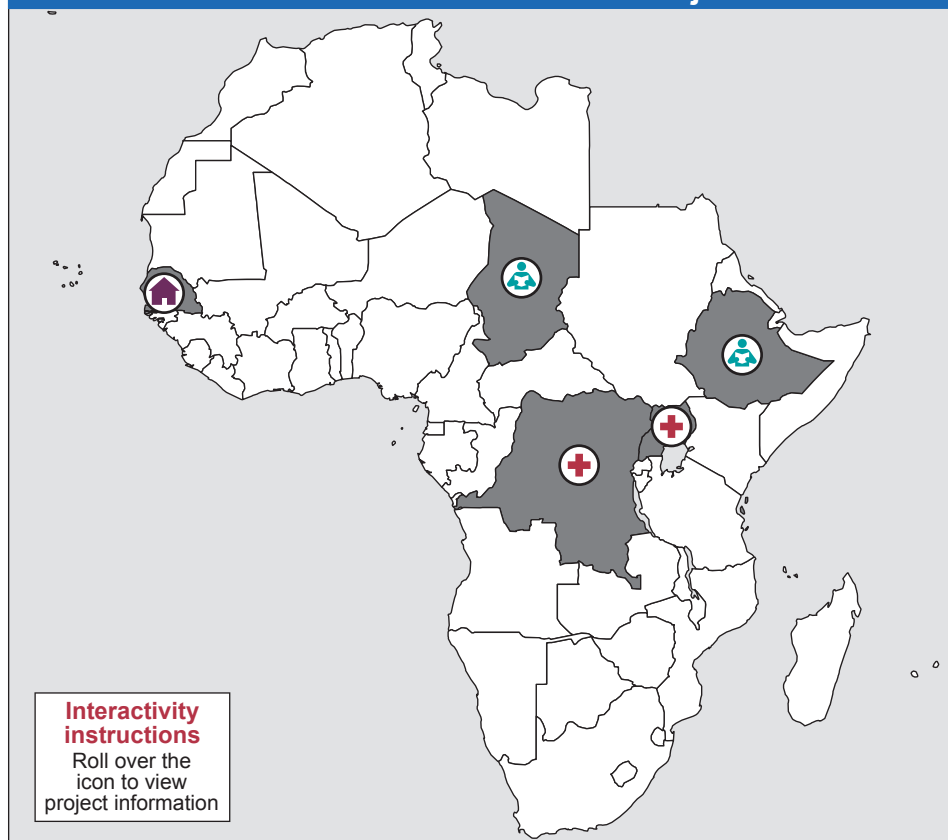 Interactivity
instructions
Roll over the
icon to view
project information